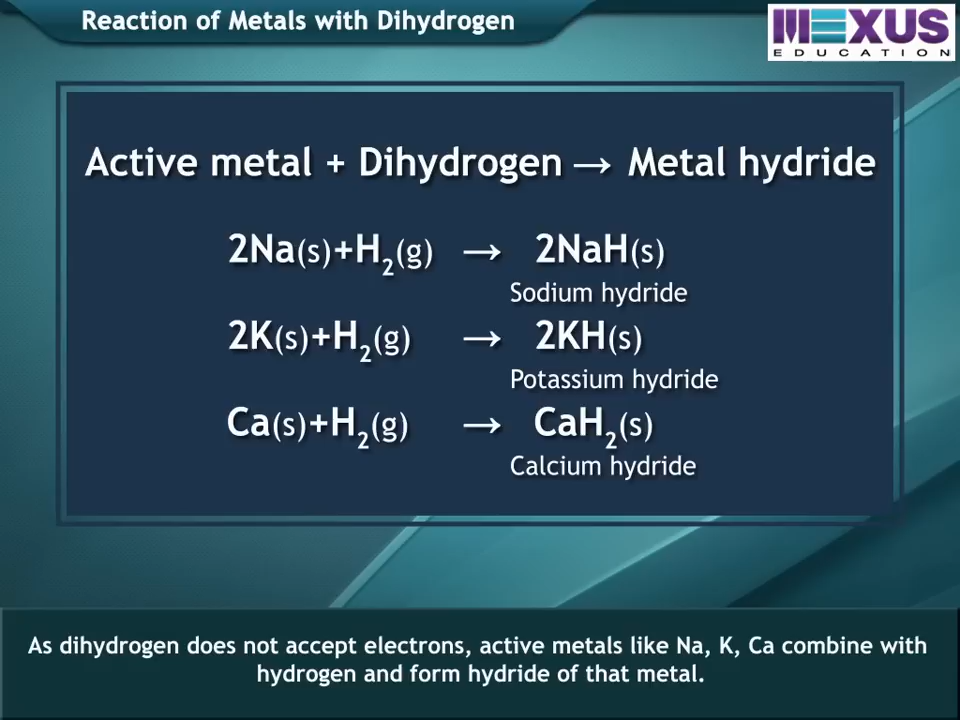 Reaction of Metals with Dihydrogen
MEXUS
EDUCATION
Active metal + Dihydrogen → Metal hydride
2Na(s)+H₂(g) → 2NaH(s)
Sodium hydride
2K(s)+H₂(g) → 2KH(s)
Potassium hydride
Ca(s)+H₂(g) → CaH₂(s)
Calcium hydride
As dihydrogen does not accept electrons, active metals like Na, K, Ca combine with
hydrogen and form hydride of that metal.